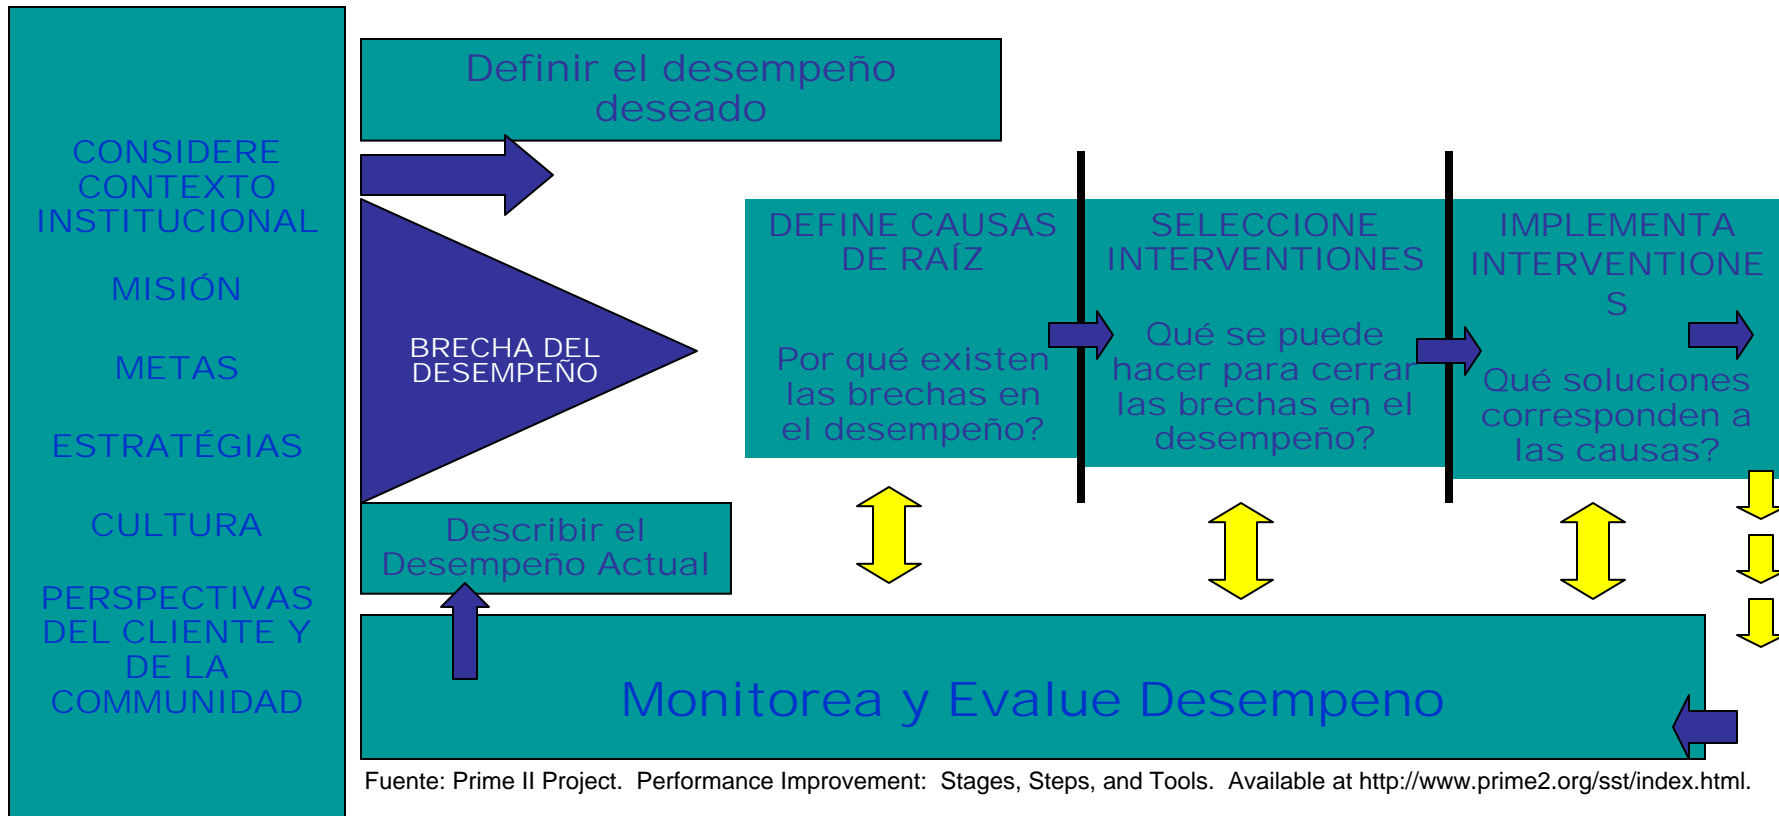 CONSIDERE
CONTEXTO
INSTITUCIONAL
MISIÓN
METAS
ESTRATÉGIAS
CULTURA
PERSPECTIVAS
DEL CLIENTE Y
DE LA
COMMUNIDAD
Definir el desempeño
deseado
BRECHA DEL
DESEMPEÑO
Describir el
Desempeño Actual
DEFINE CAUSAS
DE RAÍZ
Por qué existen
las brechas en
el desempeño?
SELECCIONE
INTERVENTIONES
Qué se puede
hacer para cerrar
las brechas en el
desempeño?
IMPLEMENTA
INTERVENTIONE
S
Qué soluciones
corresponden a
las causas?
Monitorea y Evalue Desempeno
Fuente: Prime II Project. Performance Improvement: Stages, Steps, and Tools. Available at http://www.prime2.org/sst/index.html.